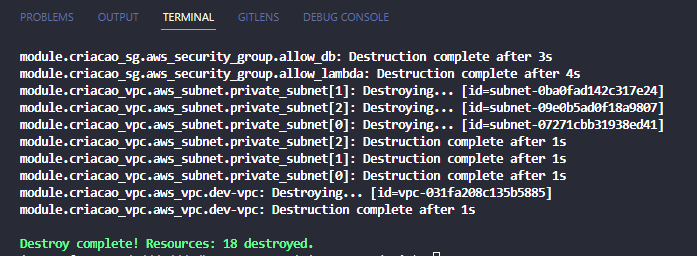 PROBLEMS OUTPUT TERMINAL GITLENS DEBUG CONSOLE
module.criacao_sg.aws_security_group.allow_db: Destruction complete after 3s
module.criacao_sg.aws_security_group.allow_lambda: Destruction complete after 4s
module.criacao_vpc.aws_subnet.private_subnet[1]: Destroying... [id=subnet-0ba0fad142c317e24]
module.criacao_vpc.aws_subnet.private_subnet[2]: Destroying... [id=subnet-09e0b5ad0f18a9807]
module.criacao_vpc.aws_subnet.private_subnet[0]: Destroying... [id=subnet-07271cbb31938ed41]
module.criacao_vpc.aws_subnet.private_subnet[2]: Destruction complete after 1s
module.criacao_vpc.aws_subnet.private_subnet[1]: Destruction complete after 1s
module.criacao_vpc.aws_subnet.private_subnet[0]: Destruction complete after 1s
module.criacao_vpc.aws_vpc.dev-vpc: Destroying... [id=vpc-031fa208c135b5885]
module.criacao_vpc.aws_vpc.dev-vpc: Destruction complete after 1s
Destroy complete! Resources: 18 destroyed.